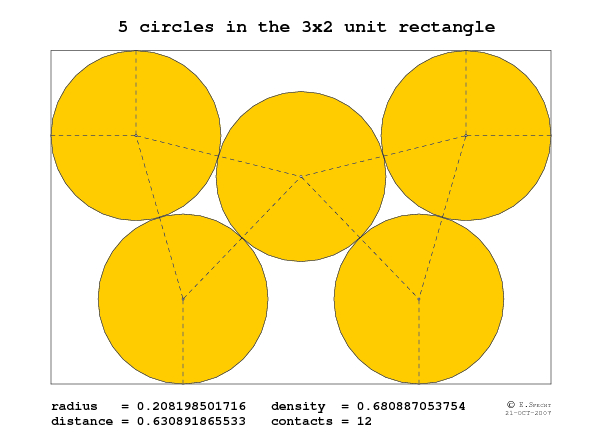 5 circles in the 3x2 unit rectangle
radius = 0.208198501716 density = 0.680887053754
distance = 0.630891865533 contacts = 12
© E.Specht
21-OCT-2007